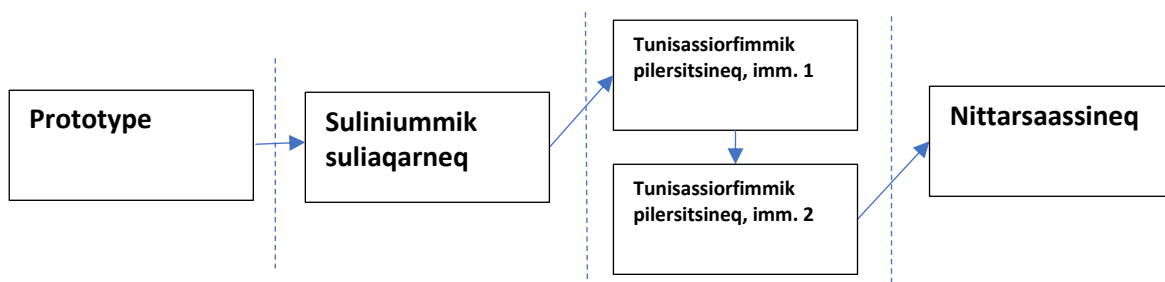 Prototype
Suliniummik
suliaqarneq
Tunisassiorfimmik
pilersitsineq, imm. 1
Tunisassiorfimmik
pilersitsineq, imm. 2
Nittarsaassineq